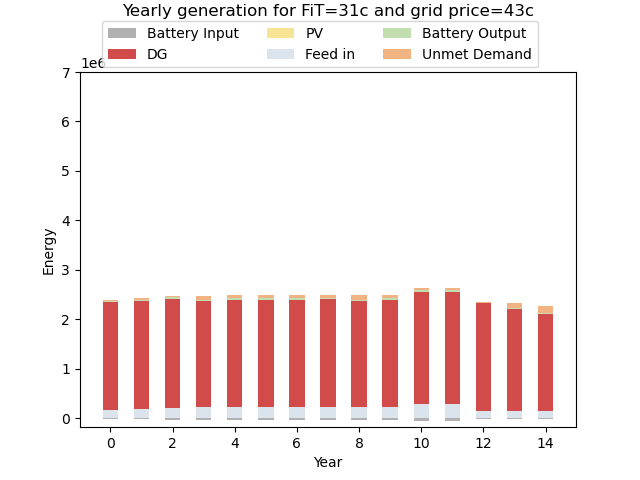 Yearly generation for FiT=31c and grid price=43c
Battery Input PV Battery Output
DG Feed in Unmet Demand
1e6
7
6
5
4
3
2
1
0
Energy
0 2 4 6 8 10 12 14
Year